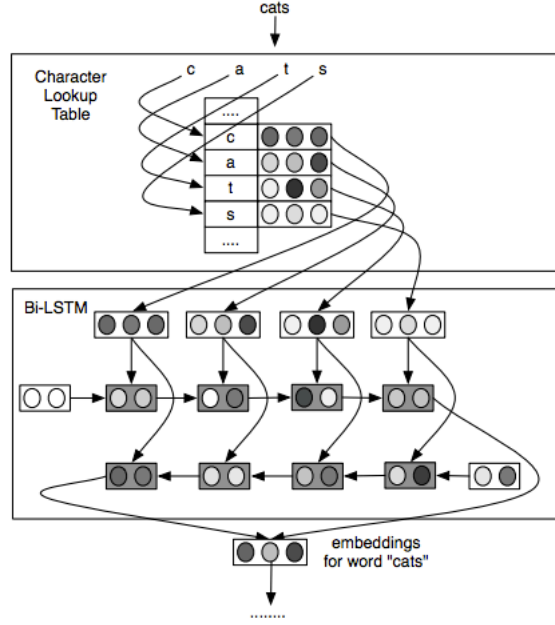 cats
Character
Lookup
Table
c a t s
....
c
a
t
s
....
Bi-LSTM
embeddings
for word "cats"
........